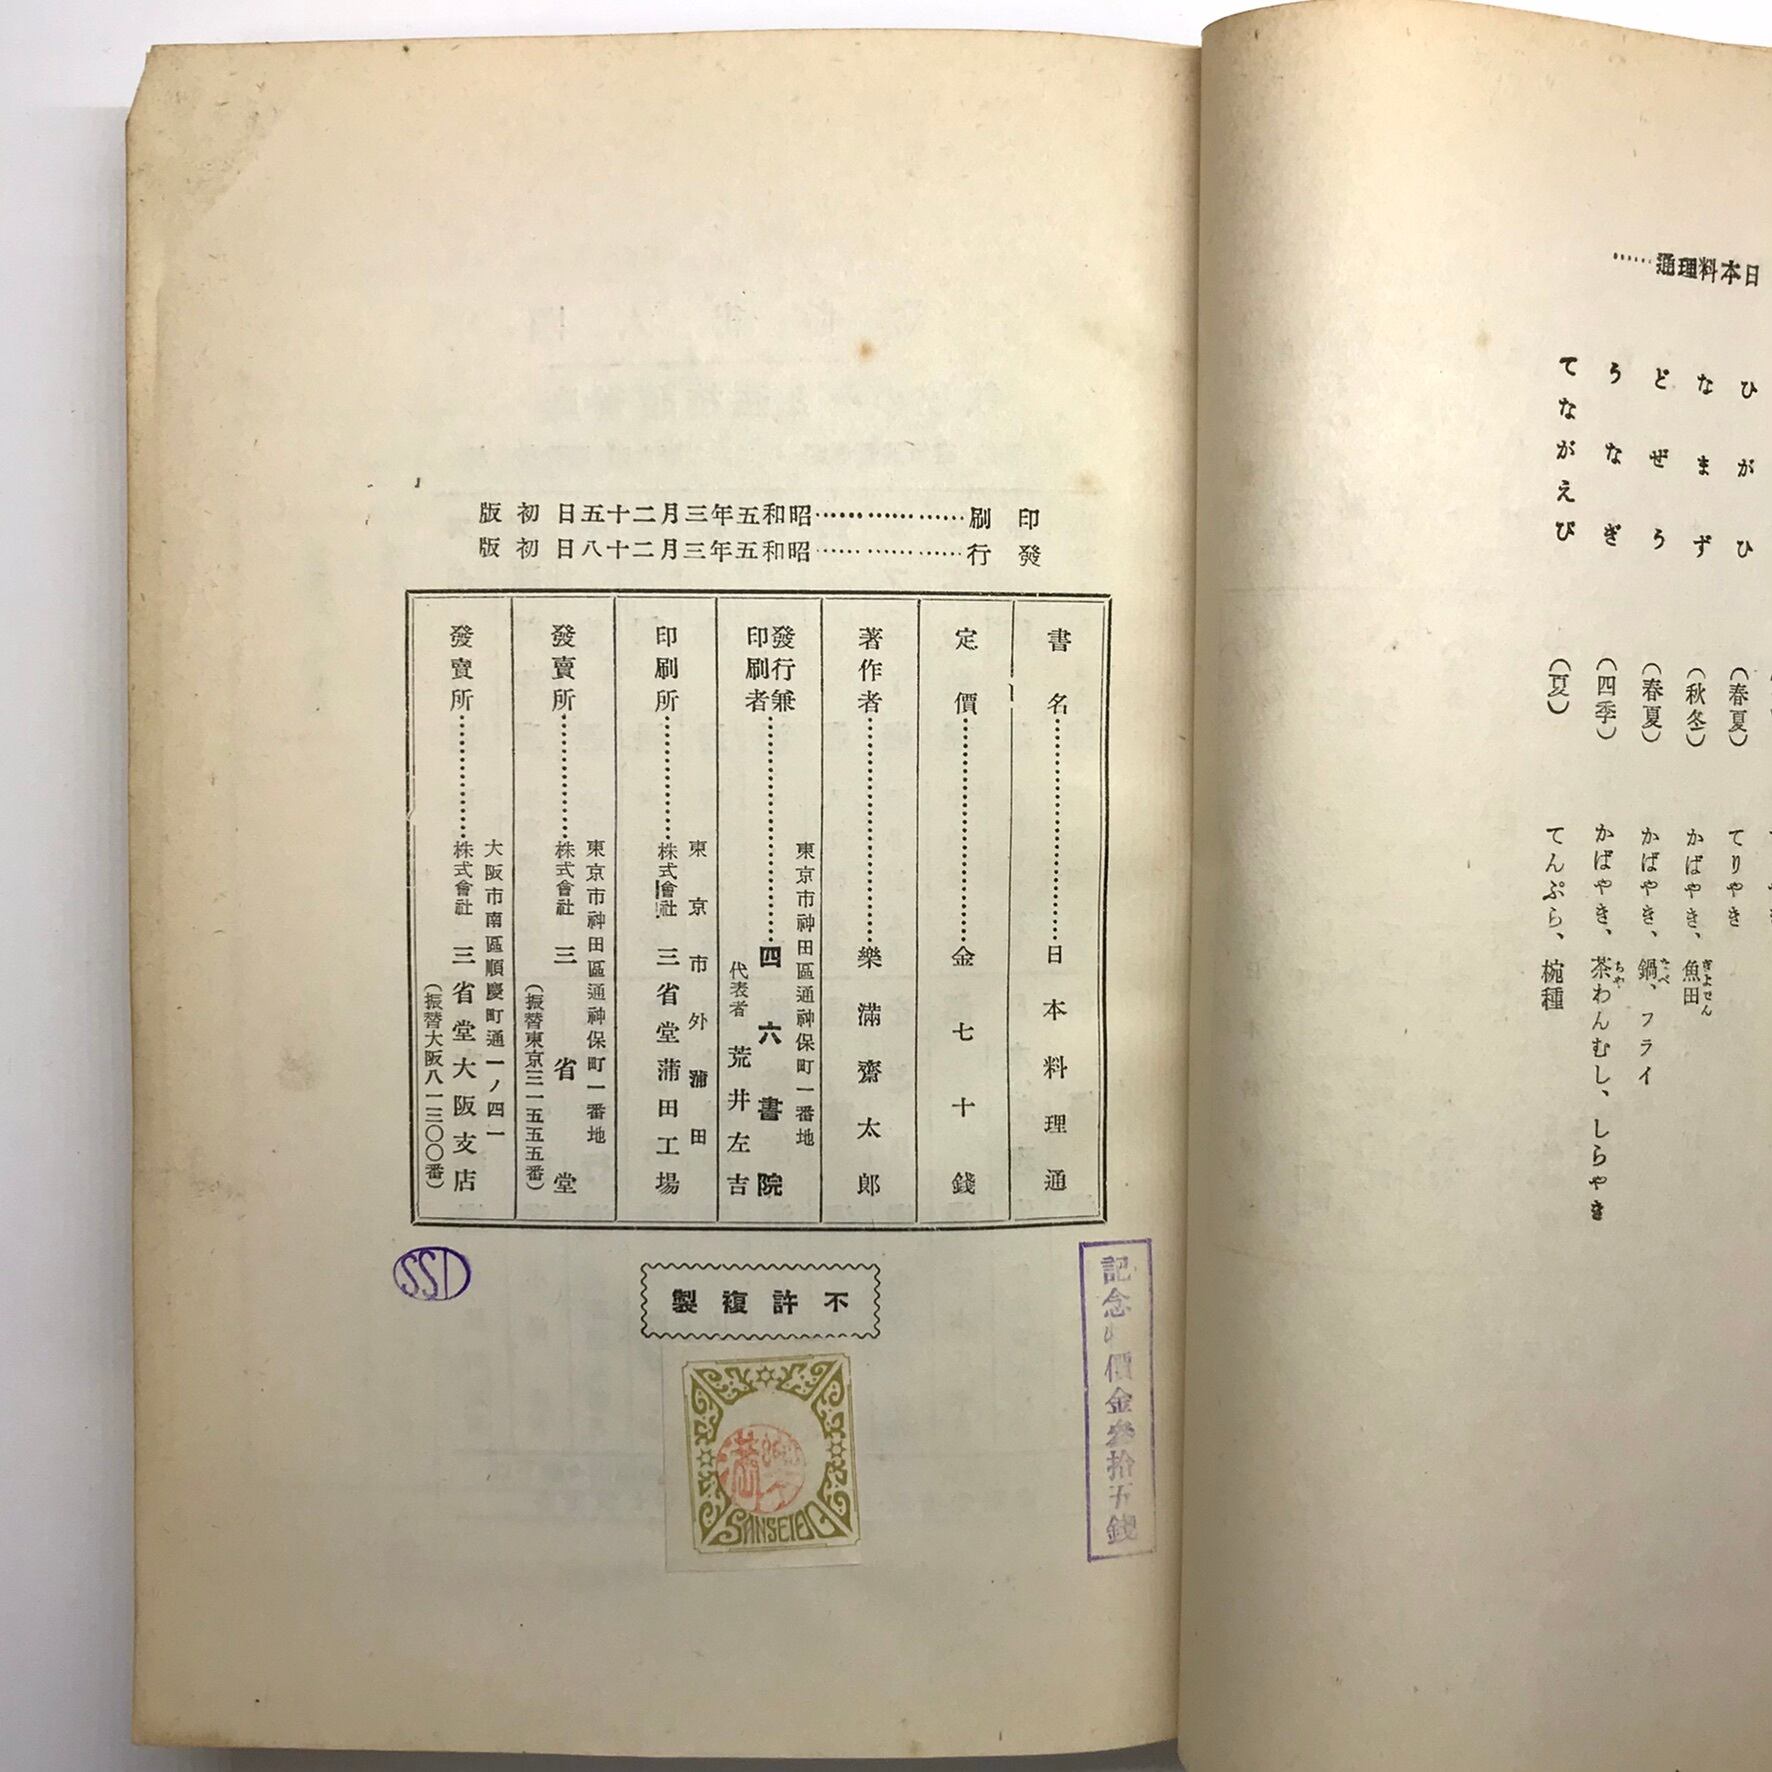 日本料理通……
ひがひ
(春夏)
てりやき
なまず
(秋冬)
かばやき、魚田
ぎよでん
どぜう
(春夏)
かばやき、鍋、フライ
なべ
うなぎ
(四季)
かばやき、茶わんむし、しらやき
ちや
てながえび
(夏)
てんぷら、椀種
印刷………………昭和五年三月二十五日 初版
發行………………昭和五年三月二十八日 初版
書名………………日本料理通
定價………………金七十錢
著作者………………樂滿齋太郎
發行兼印刷者………………
東京市神田區通神保町一番地
四六書院
代表者 荒井左吉
印刷所…………
東京市外蒲田
株式會社 三省堂蒲田工場
發賣所…………
東京市神田區通神保町一番地
株式會社 三省堂
(振替東京三一五五五番)
發賣所…………
大阪市南區順慶町通一ノ四一
株式會社 三省堂大阪支店
(振替大阪八一三〇〇番)
不許複製
SANSEIDO
記念 價金參拾五錢